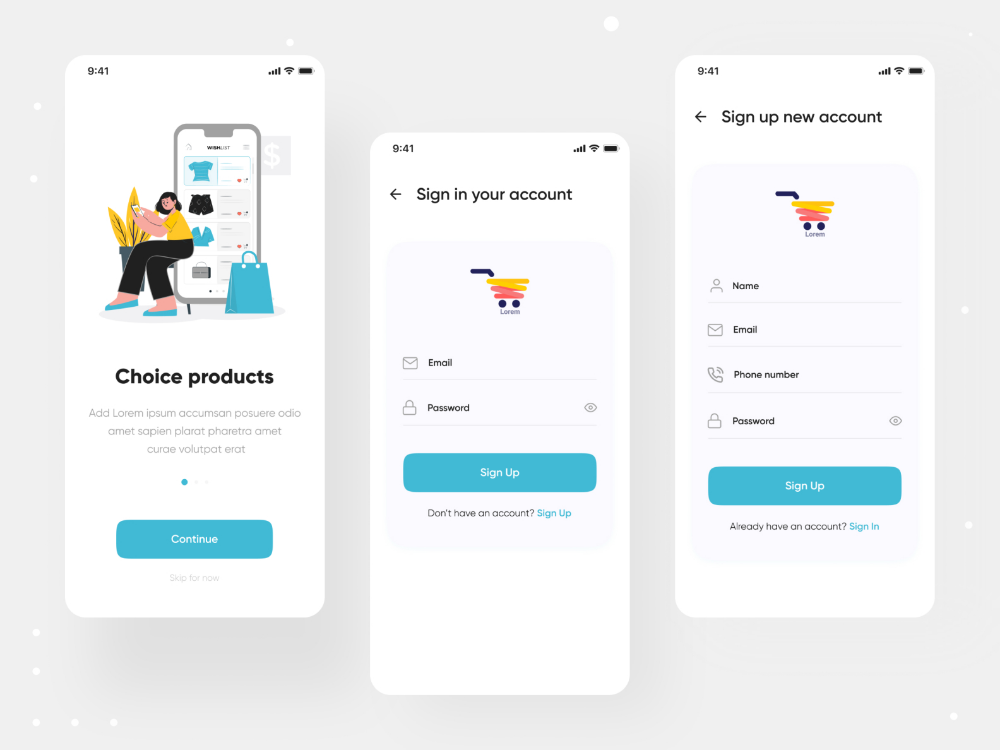 9:41
WISHLIST
$
Choice products
Add Lorem ipsum accumsan posuere odio
amet sapien plarat pharetra amet
curae volutpat erat
Continue
Skip for now
9:41
Sign in your account
Lorem
Email
Password
Sign Up
Don't have an account? Sign Up
9:41
Sign up new account
Lorem
Name
Email
Phone number
Password
Sign Up
Already have an account? Sign In